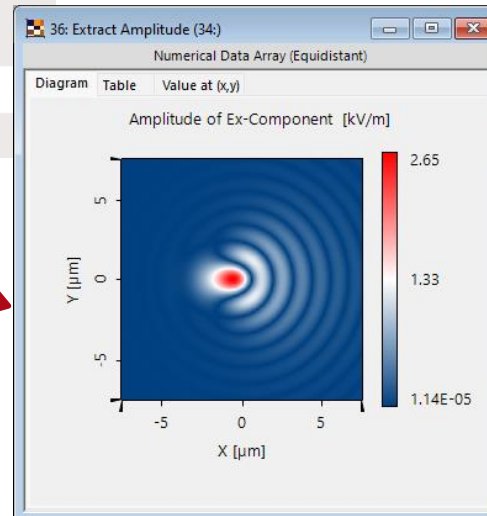 36: Extract Amplitude (34:)
Numerical Data Array (Equidistant)
Diagram Table Value at (x,y)
Amplitude of Ex-Component [kV/m]
2.65
1.33
1.14E-05
Y [µm]
5
0
-5
-5 0 5
X [µm]